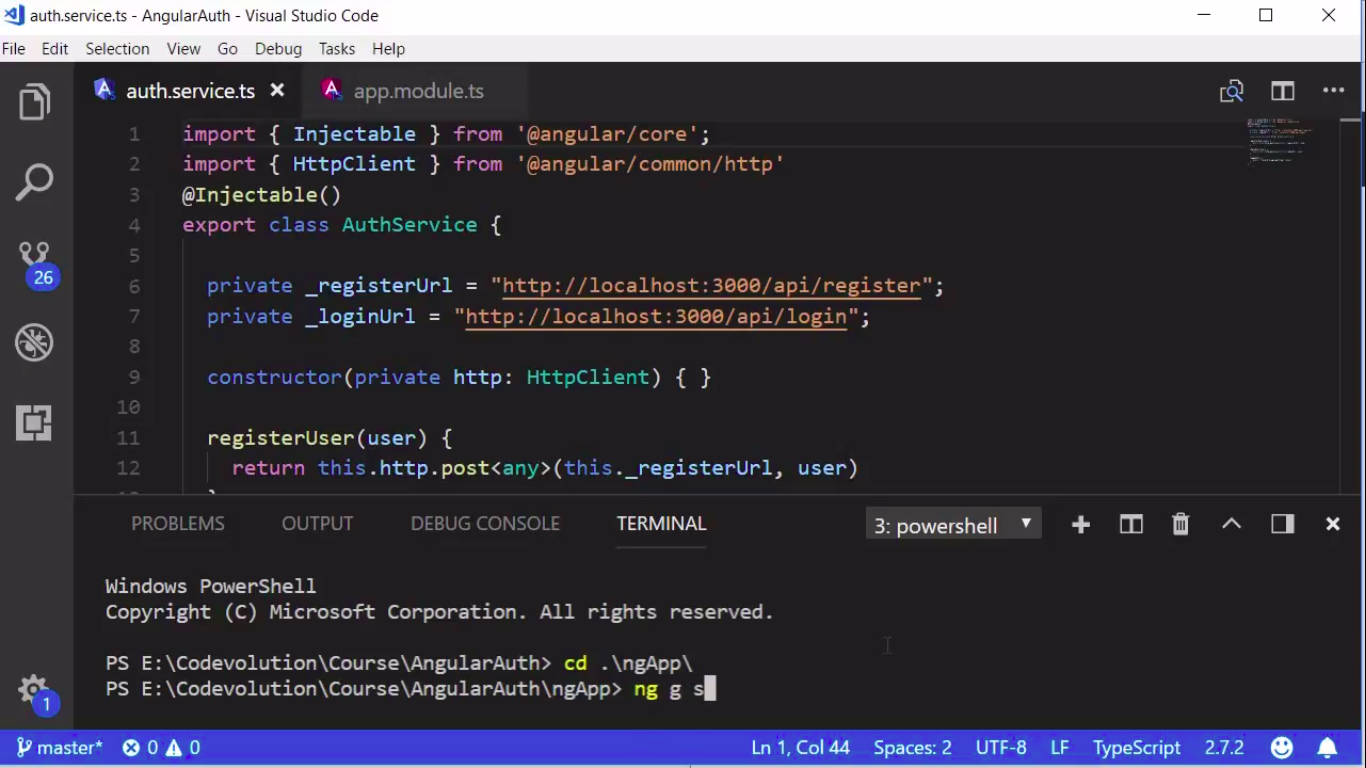 auth.service.ts - AngularAuth - Visual Studio Code
File Edit Selection View Go Debug Tasks Help
auth.service.ts app.module.ts
1 import { Injectable } from '@angular/core';
2 import { HttpClient } from '@angular/common/http'
3 @Injectable()
4 export class AuthService {
5
6 private _registerUrl = "http://localhost:3000/api/register";
7 private _loginUrl = "http://localhost:3000/api/login";
8
9 constructor(private http: HttpClient) { }
10
11 registerUser(user) {
12 return this.http.post<any>(this._registerUrl, user)
26
PROBLEMS OUTPUT DEBUG CONSOLE TERMINAL 3: powershell
Windows PowerShell
Copyright (C) Microsoft Corporation. All rights reserved.
PS E:\Codevolution\Course\AngularAuth> cd .\ngApp\
PS E:\Codevolution\Course\AngularAuth\ngApp> ng g s
1
master* 0 0 Ln 1, Col 44 Spaces: 2 UTF-8 LF TypeScript 2.7.2